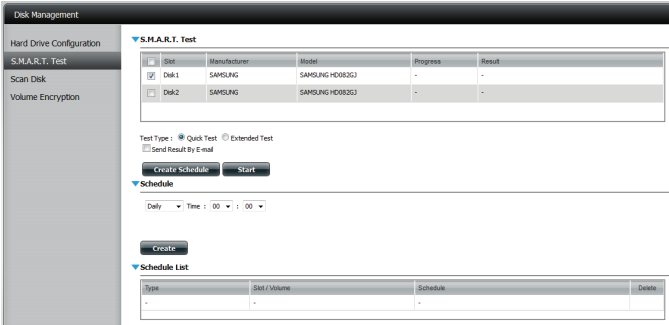 Disk Management
Hard Drive Configuration
S.M.A.R.T. Test
Scan Disk
Volume Encryption
S.M.A.R.T. Test
Slot Manufacturer Model Progress Result
Disk1 SAMSUNG SAMSUNG HD082GJ - -
Disk2 SAMSUNG SAMSUNG HD082GJ - -
Test Type : Quick Test Extended Test
Send Result By E-mail
Create Schedule Start
Schedule
Daily Time : 00 : 00
Create
Schedule List
Type Slot / Volume Schedule Delete
- - -